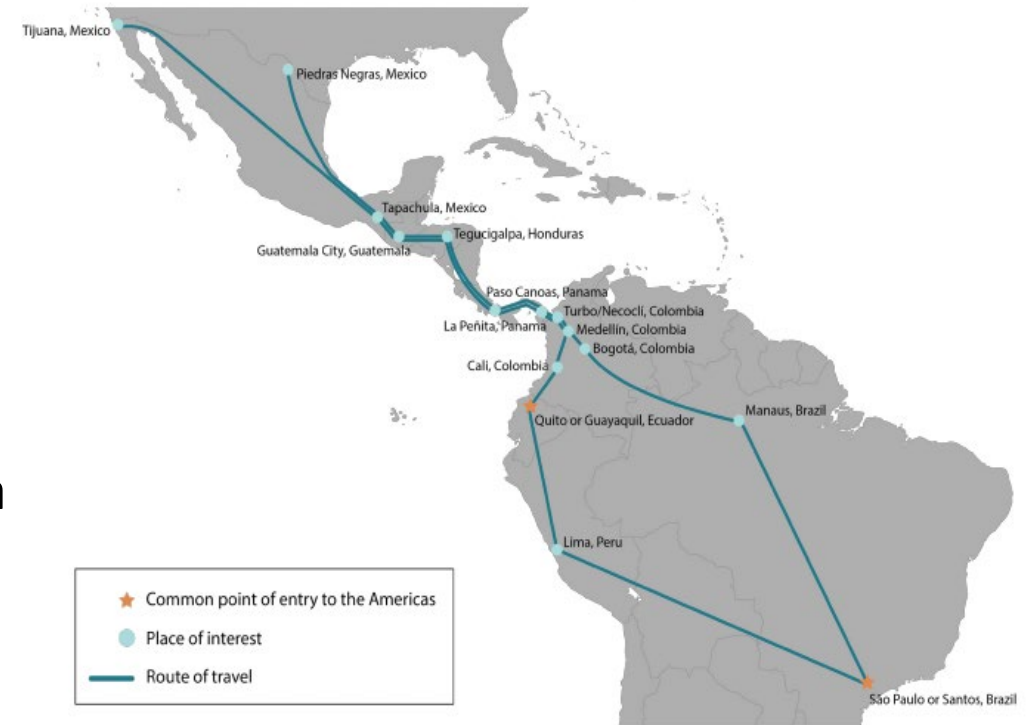 Tijuana, Mexico
Piedras Negras, Mexico
Tapachula, Mexico
Tegucigalpa, Honduras
Guatemala City, Guatemala
Paso Canoas, Panama
Turbo/Necoclí, Colombia
La Peñita, Panama
Medellín, Colombia
Bogotá, Colombia
Cali, Colombia
Manaus, Brazil
Quito or Guayaquil, Ecuador
n
Lima, Peru
Common point of entry to the Americas
Place of interest
Route of travel
São Paulo or Santos, Brazil